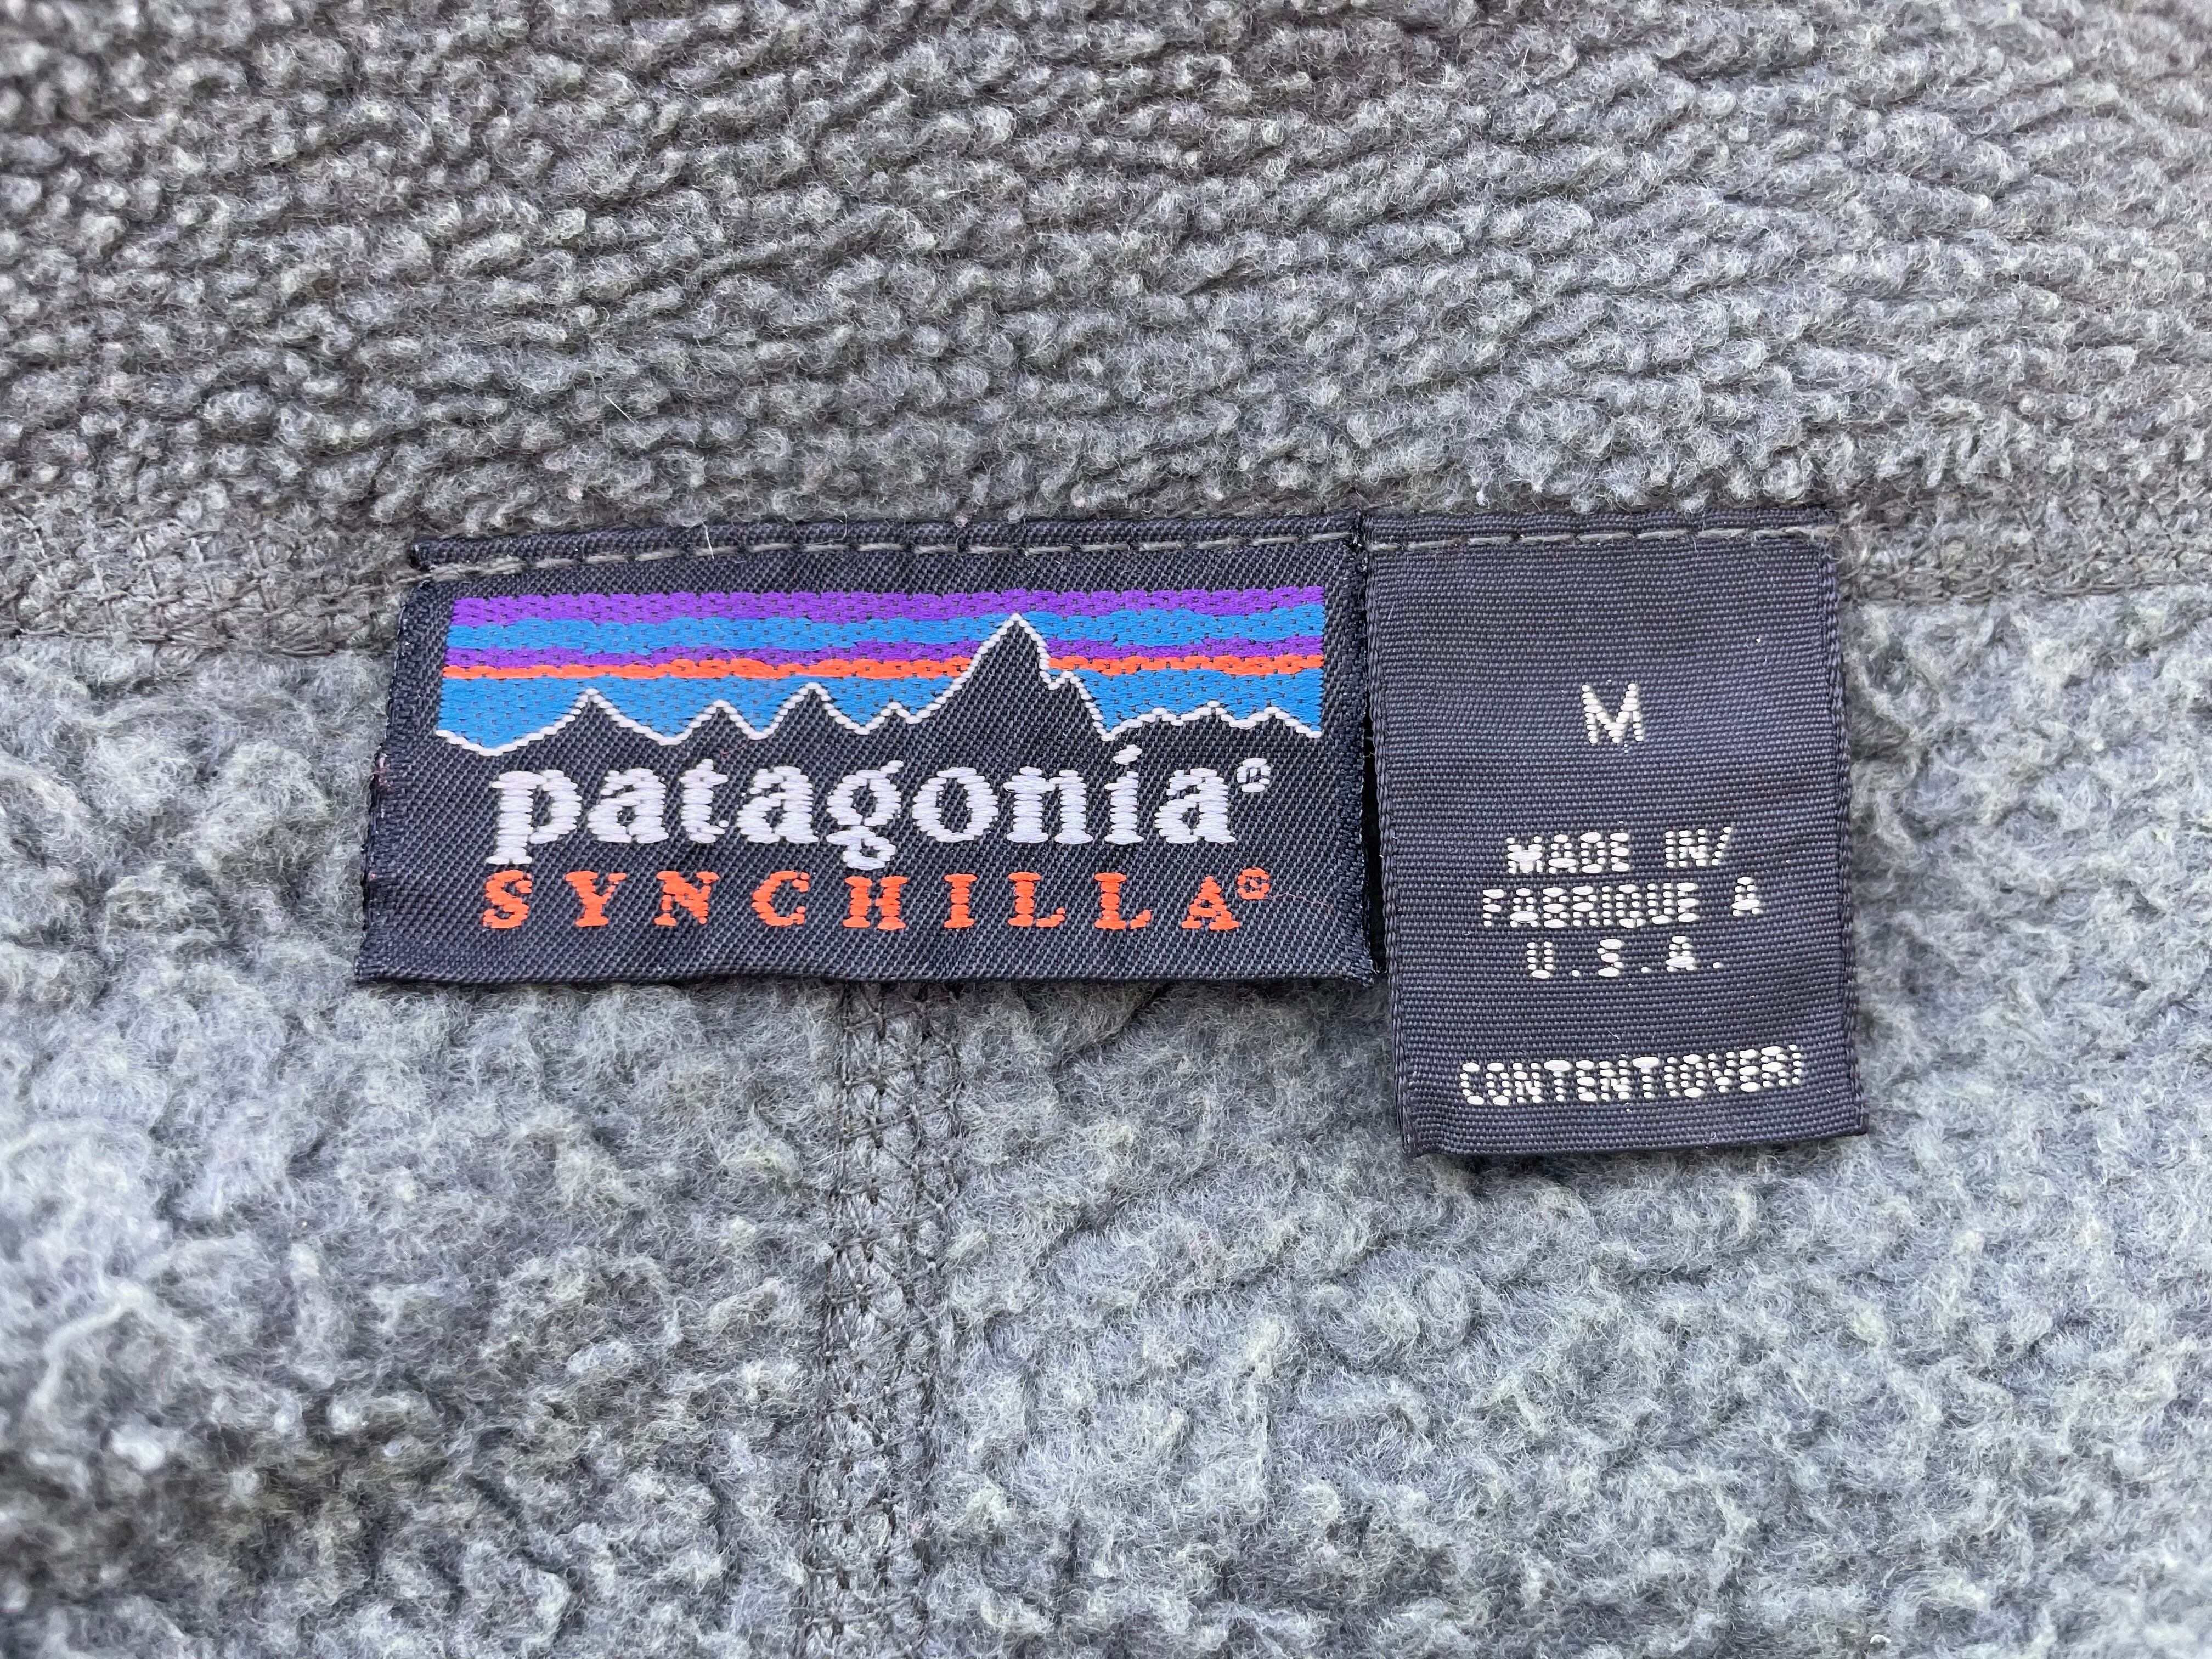 patagonia®
SYNCHILLA®
M
MADE IN/
FABRIQUE A
U.S.A.
CONTENT(OVER)